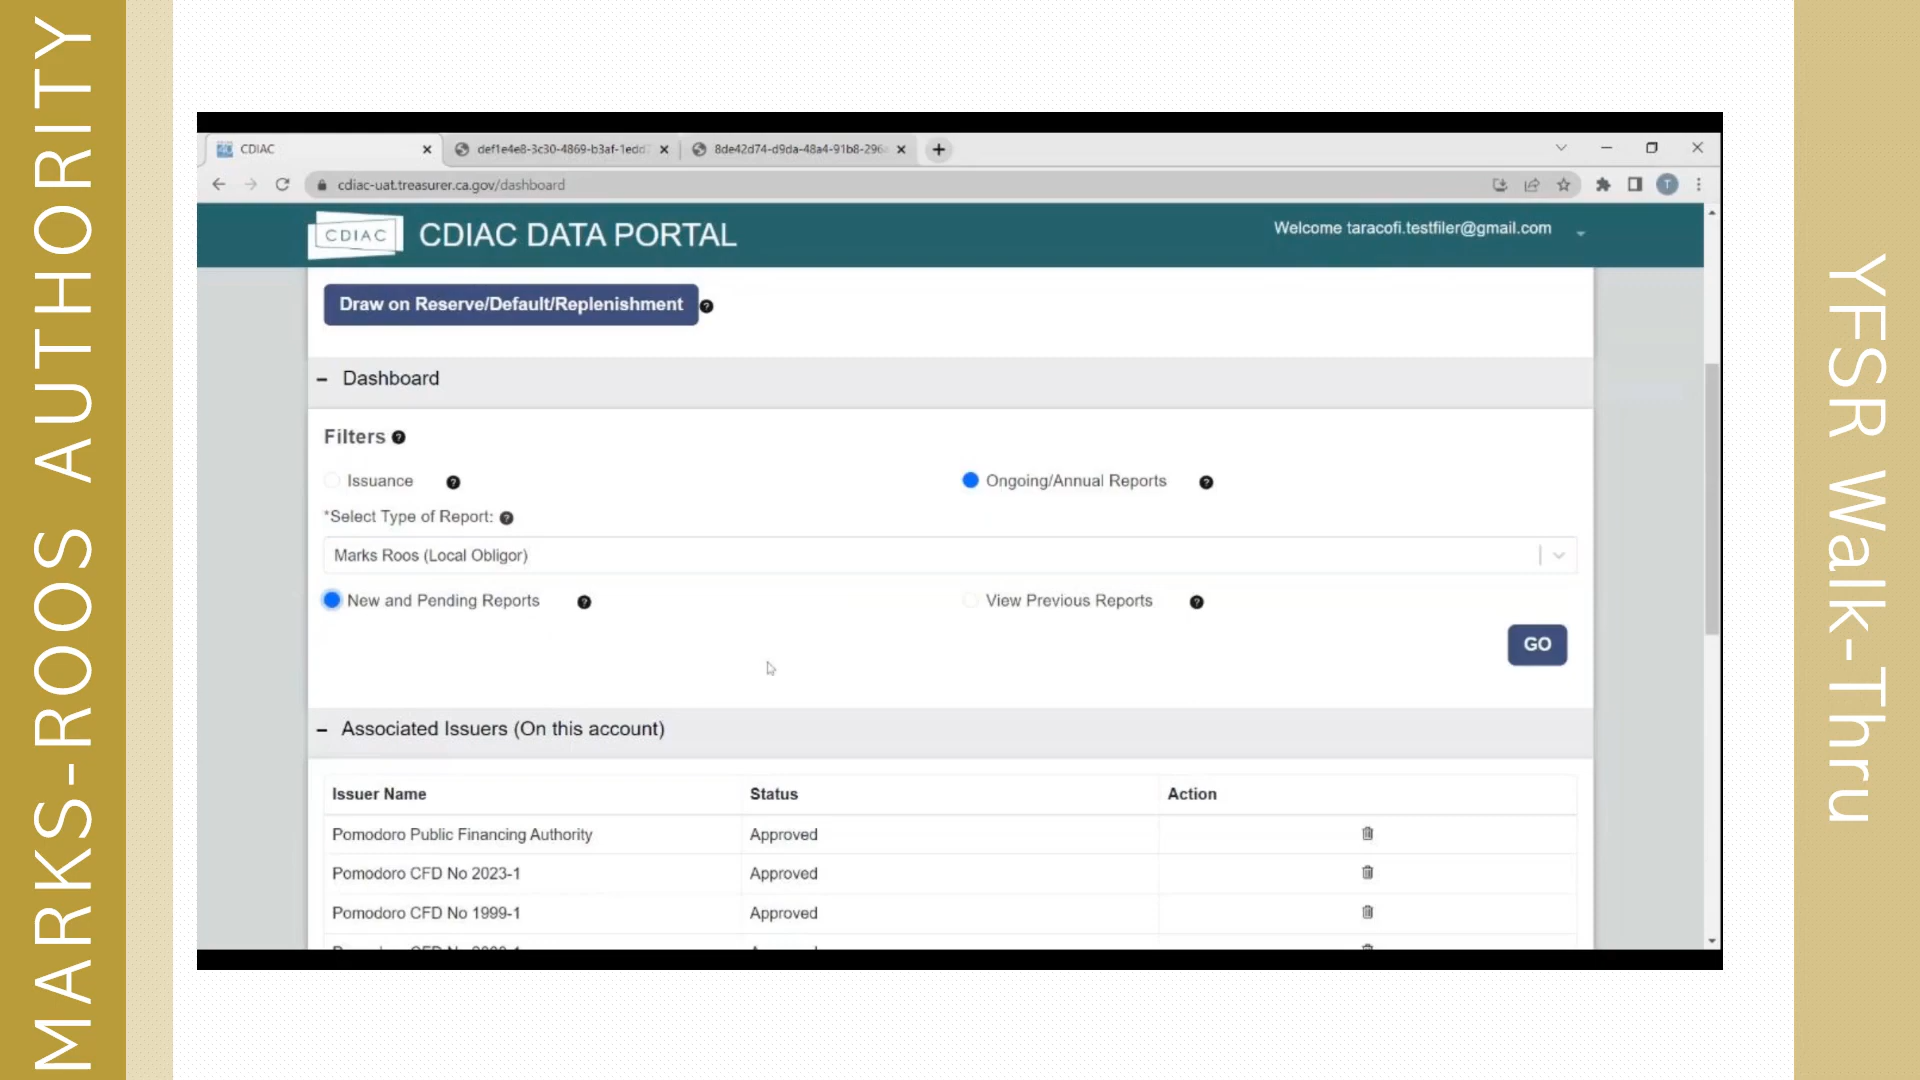 MARKS-ROOS AUTHORITY
CDIAC
def1e4e8-3c30-4869-b3af-1edd
8de42d74-d9da-48a4-91b8-296
cdiac-uat.treasurer.ca.gov/dashboard
T
CDIAC
CDIAC DATA PORTAL
Welcome taracofi.testfiler@gmail.com
Draw on Reserve/Default/Replenishment ?
− Dashboard
Filters ?
Issuance ?
Ongoing/Annual Reports ?
*Select Type of Report: ?
Marks Roos (Local Obligor)
New and Pending Reports ?
View Previous Reports ?
GO
− Associated Issuers (On this account)
Issuer Name Status Action
Pomodoro Public Financing Authority Approved
Pomodoro CFD No 2023-1 Approved
Pomodoro CFD No 1999-1 Approved
YFSR Walk-Thru